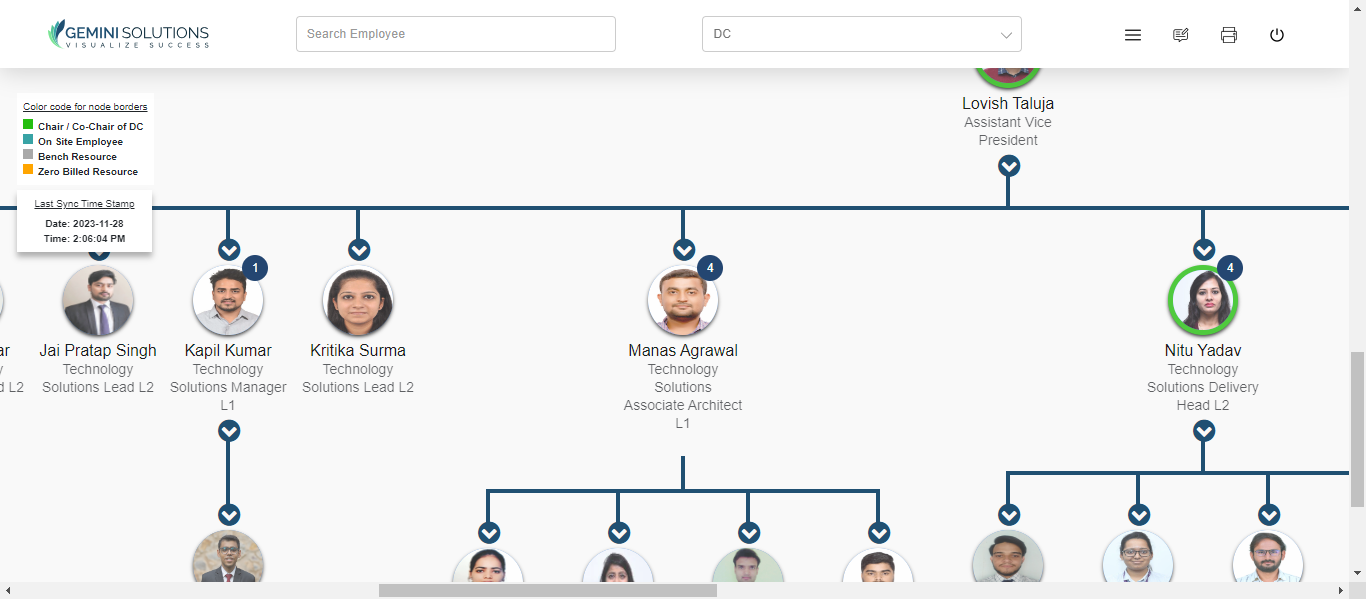 GEMINI SOLUTIONS
VISUALIZE SUCCESS
Search Employee
DC
Lovish Taluja
Assistant Vice
President
Color code for node borders
Chair / Co-Chair of DC
On Site Employee
Bench Resource
Zero Billed Resource
Last Sync Time Stamp
Date: 2023-11-28
Time: 2:06:04 PM
1
4
4
ar
y
d L2
Jai Pratap Singh
Technology
Solutions Lead L2
Kapil Kumar
Technology
Solutions Manager
L1
Kritika Surma
Technology
Solutions Lead L2
Manas Agrawal
Technology
Solutions
Associate Architect
L1
Nitu Yadav
Technology
Solutions Delivery
Head L2